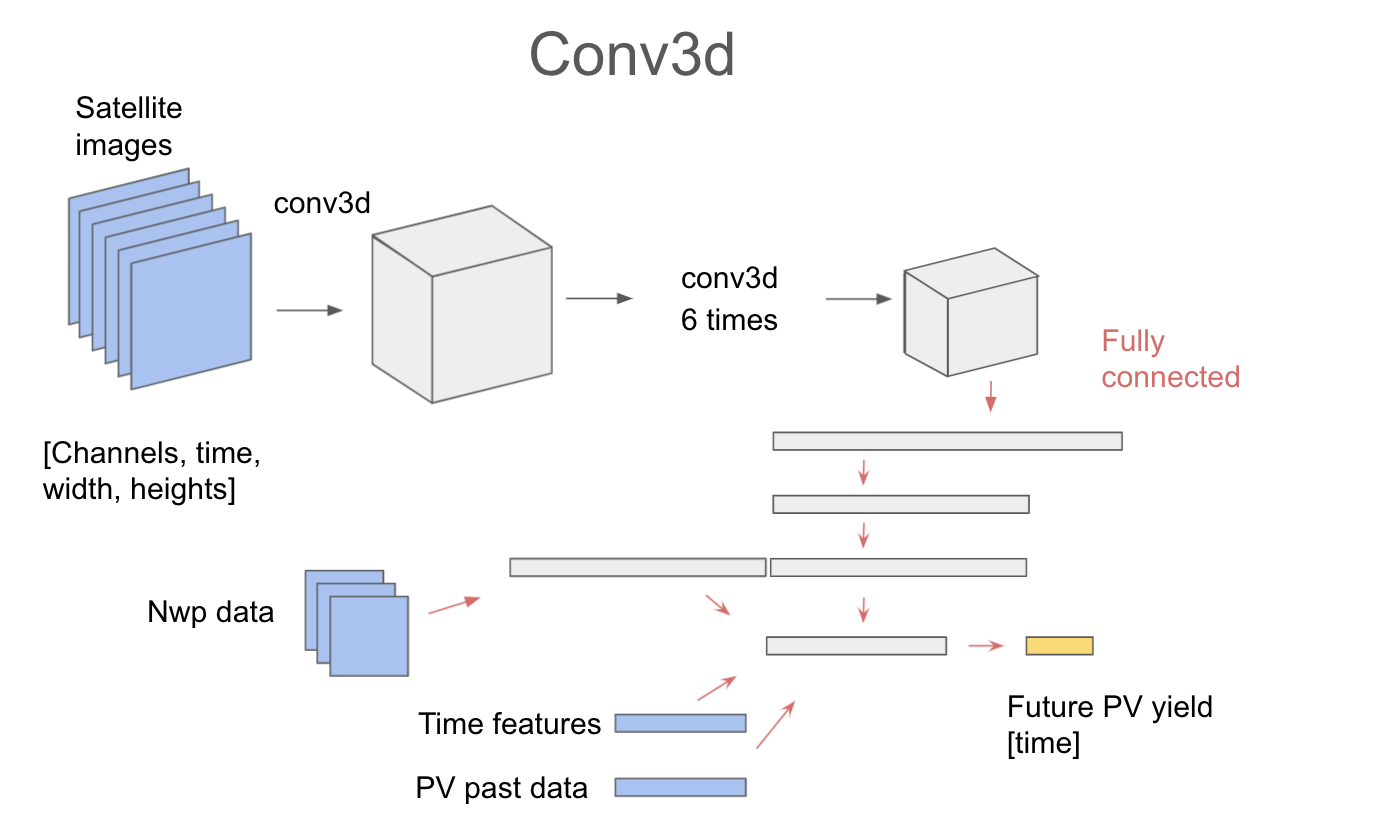 Conv3d
Satellite
images
conv3d
conv3d
6 times
Fully
connected
[Channels, time,
width, heights]
Nwp data
Time features
Future PV yield
[time]
PV past data